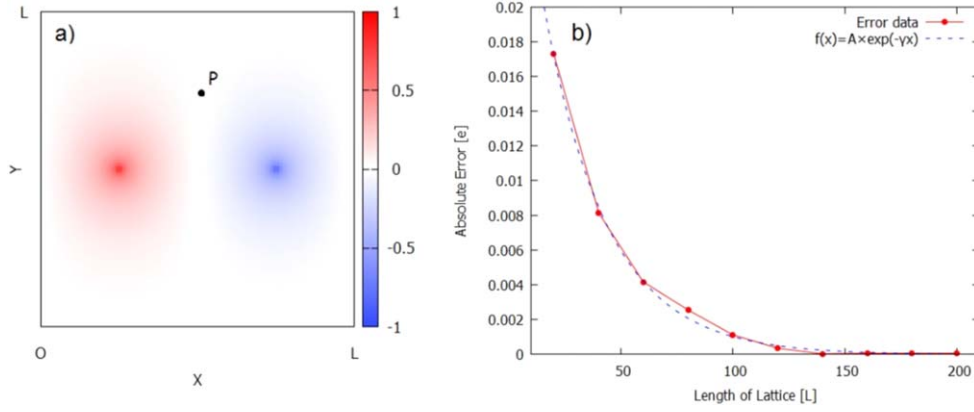 L
a)
P
Y
O
X
L
1
0.5
0
-0.5
-1
b)
Error data
f(x)=A×exp(-γx)
0.02
0.018
0.016
0.014
0.012
0.01
0.008
0.006
0.004
0.002
0
Absolute Error [e]
50
100
150
200
Length of Lattice [L]